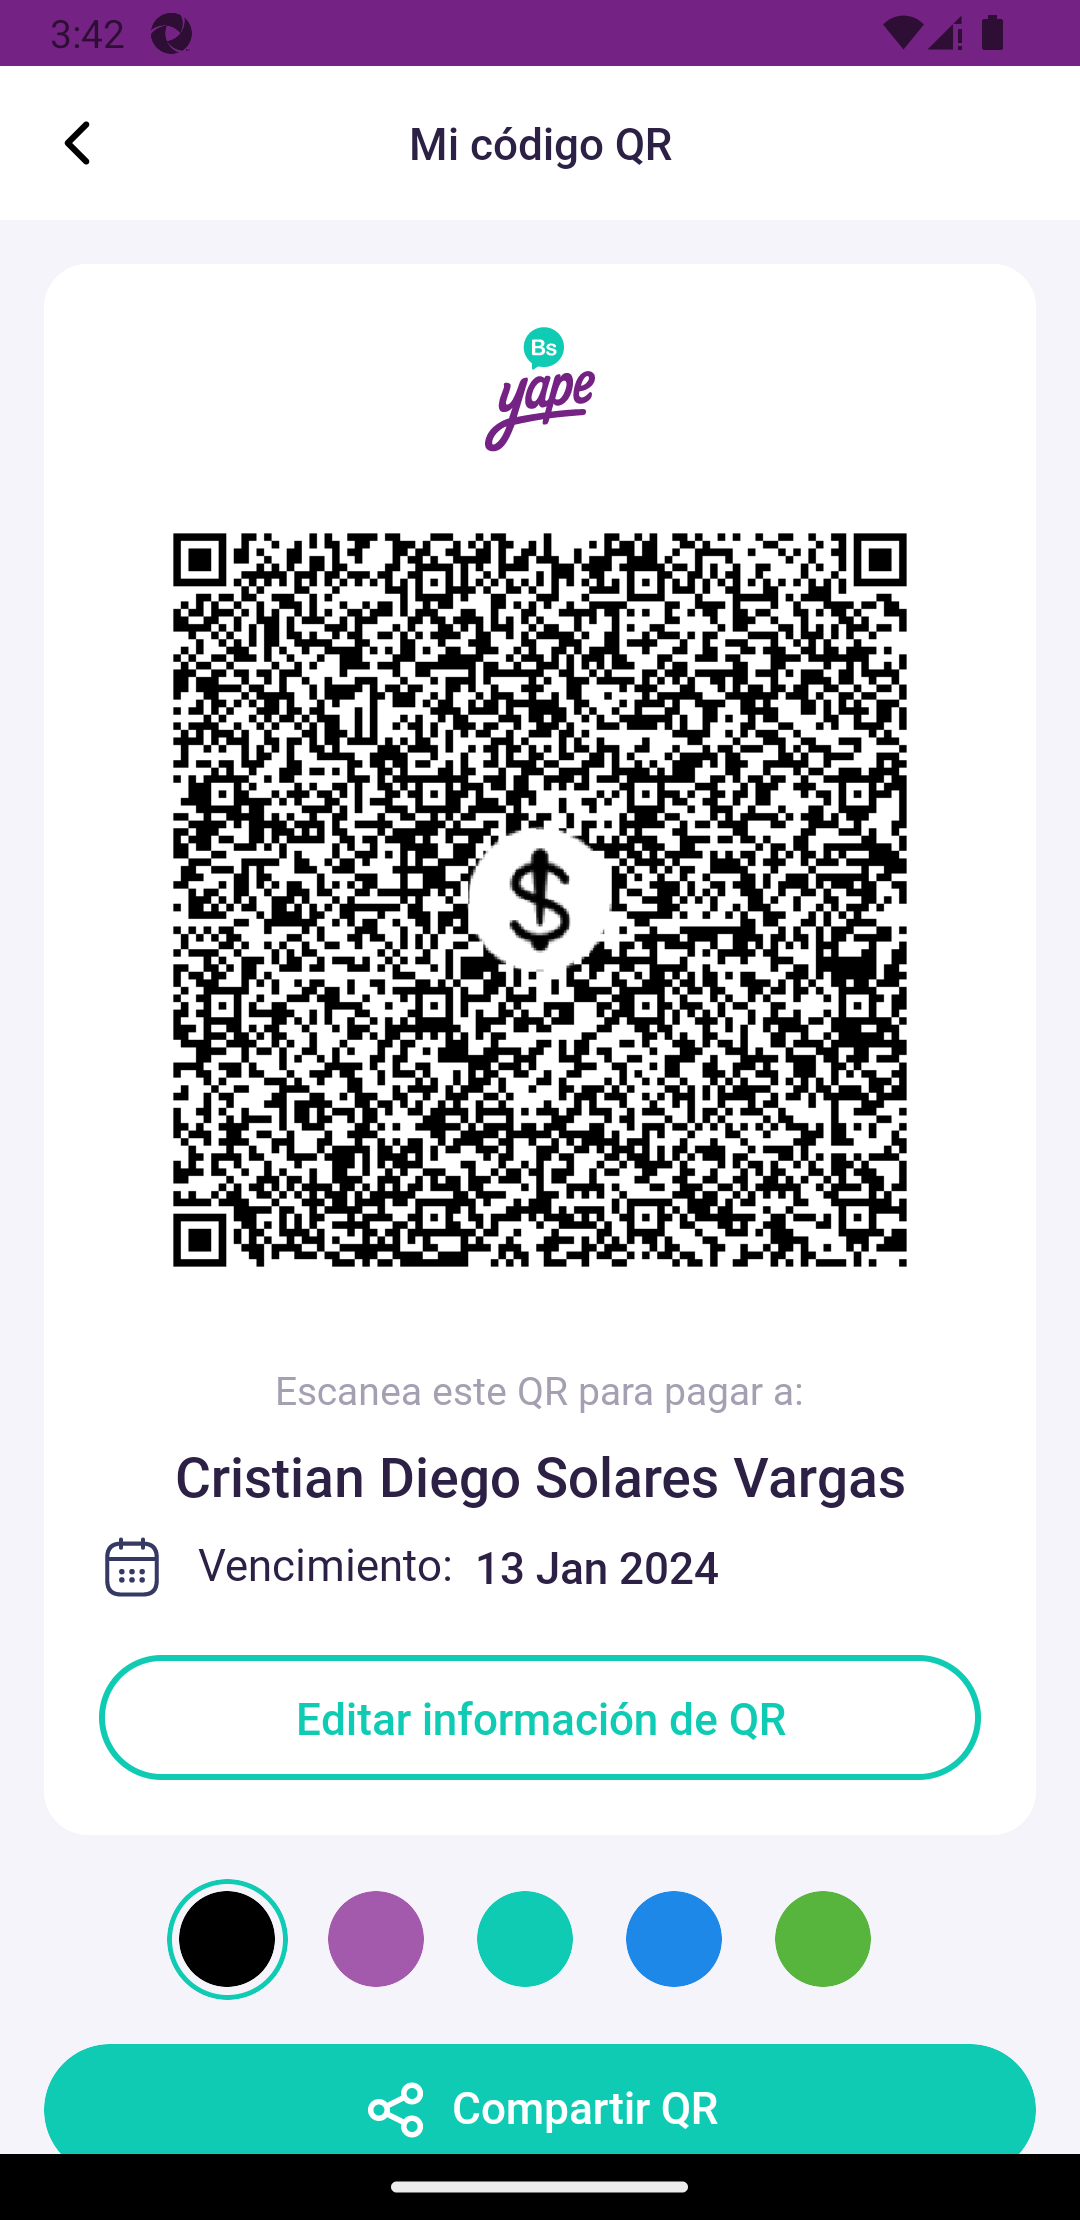 3:42
Mi código QR
Bs
yape
$
Escanea este QR para pagar a:
Cristian Diego Solares Vargas
Vencimiento: 13 Jan 2024
Editar información de QR
Compartir QR